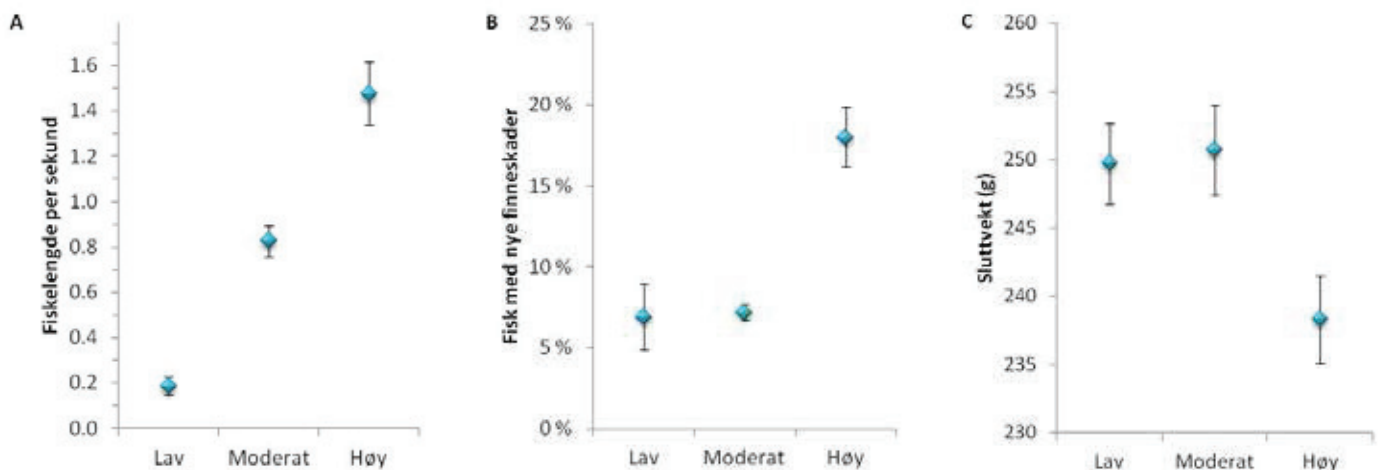 A
Fiskelengde per sekund
1.6
1.4
1.2
1.0
0.8
0.6
0.4
0.2
0.0
Lav Moderat Høy
B
Fisk med nye finneskader
25 %
20 %
15 %
10 %
5 %
0 %
Lav Moderat Høy
C
Sluttvekt (g)
260
255
250
245
240
235
230
Lav Moderat Høy